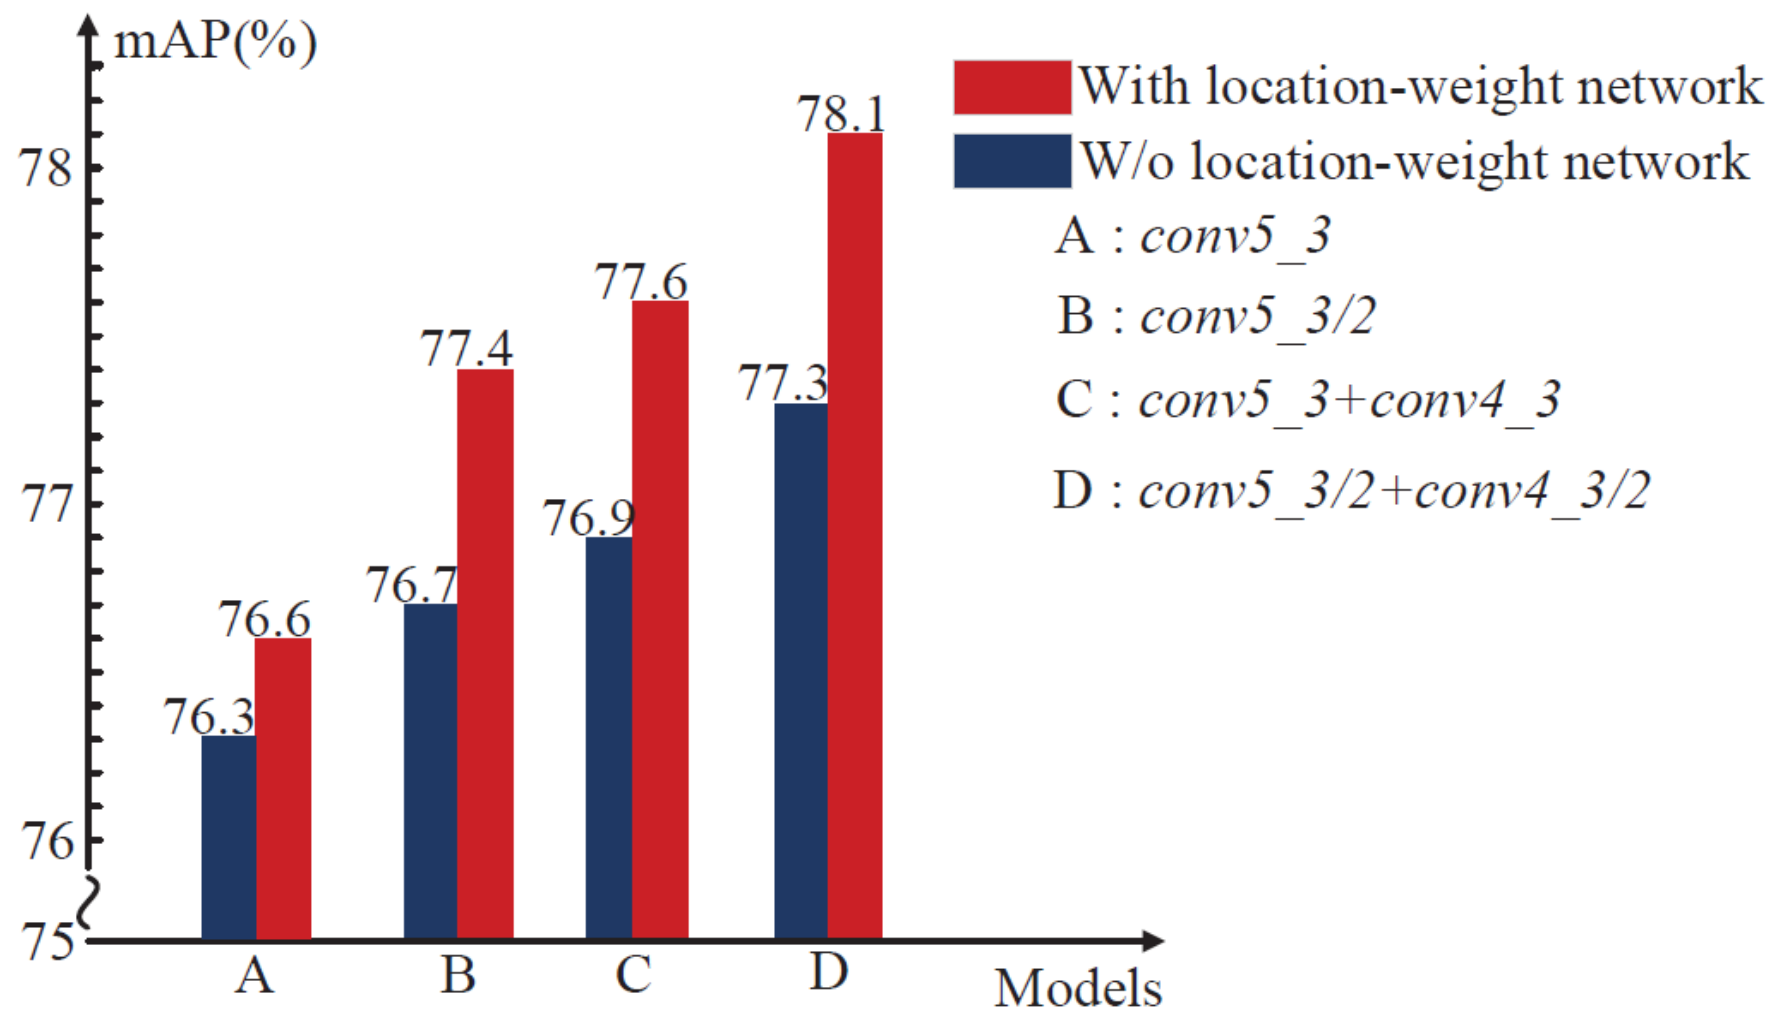 mAP(%)
With location-weight network
W/o location-weight network
A : conv5_3
B : conv5_3/2
C : conv5_3+conv4_3
D : conv5_3/2+conv4_3/2
78
77
76
75
76.3
76.6
76.7
77.4
76.9
77.6
77.3
78.1
A
B
C
D
Models